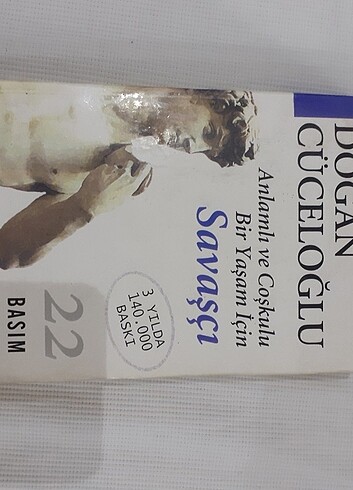 DOĞAN
CÜCELOĞLU
Anlamlı ve Coşkulu
Bir Yaşam İçin
Savaşçı
3 YILDA
140.000
BASKI
22
BASIM